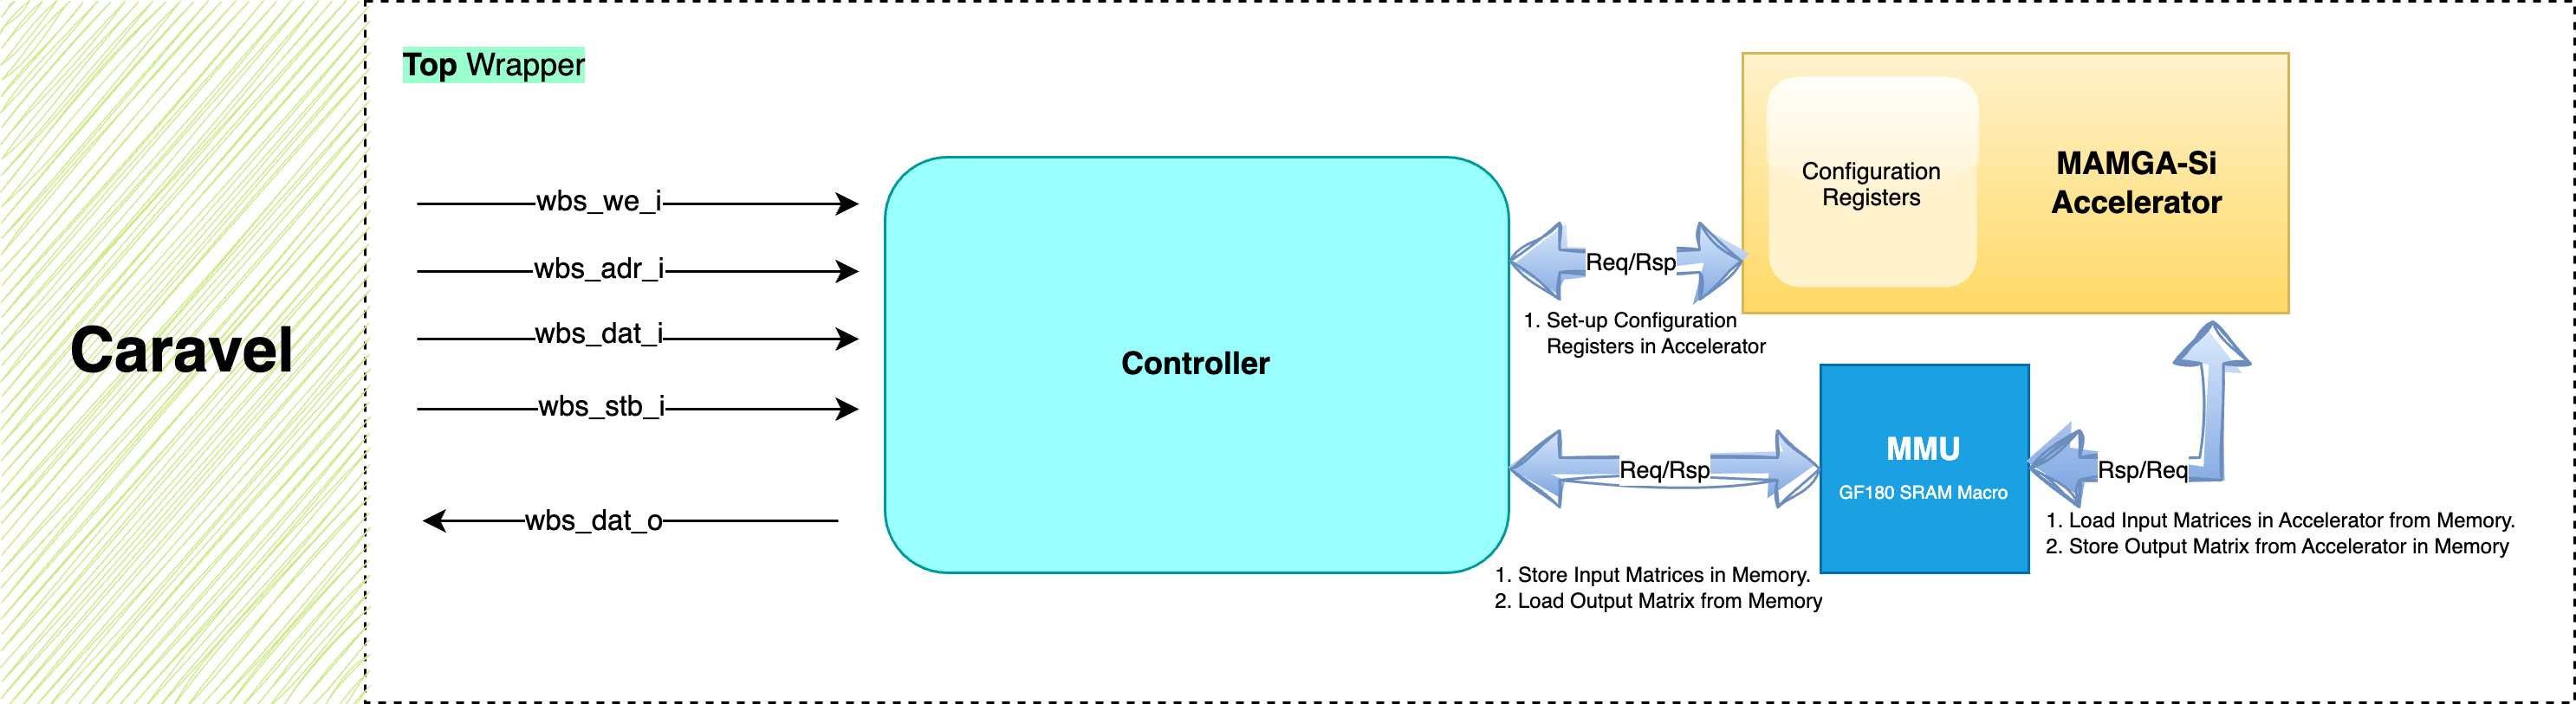 Top Wrapper
Caravel
wbs_we_i
wbs_adr_i
wbs_dat_i
wbs_stb_i
wbs_dat_o
Controller
Req/Rsp
1. Set-up Configuration
Registers in Accelerator
Configuration
Registers
MAMGA-Si
Accelerator
Req/Rsp
1. Store Input Matrices in Memory.
2. Load Output Matrix from Memory
MMU
GF180 SRAM Macro
Rsp/Req
1. Load Input Matrices in Accelerator from Memory.
2. Store Output Matrix from Accelerator in Memory